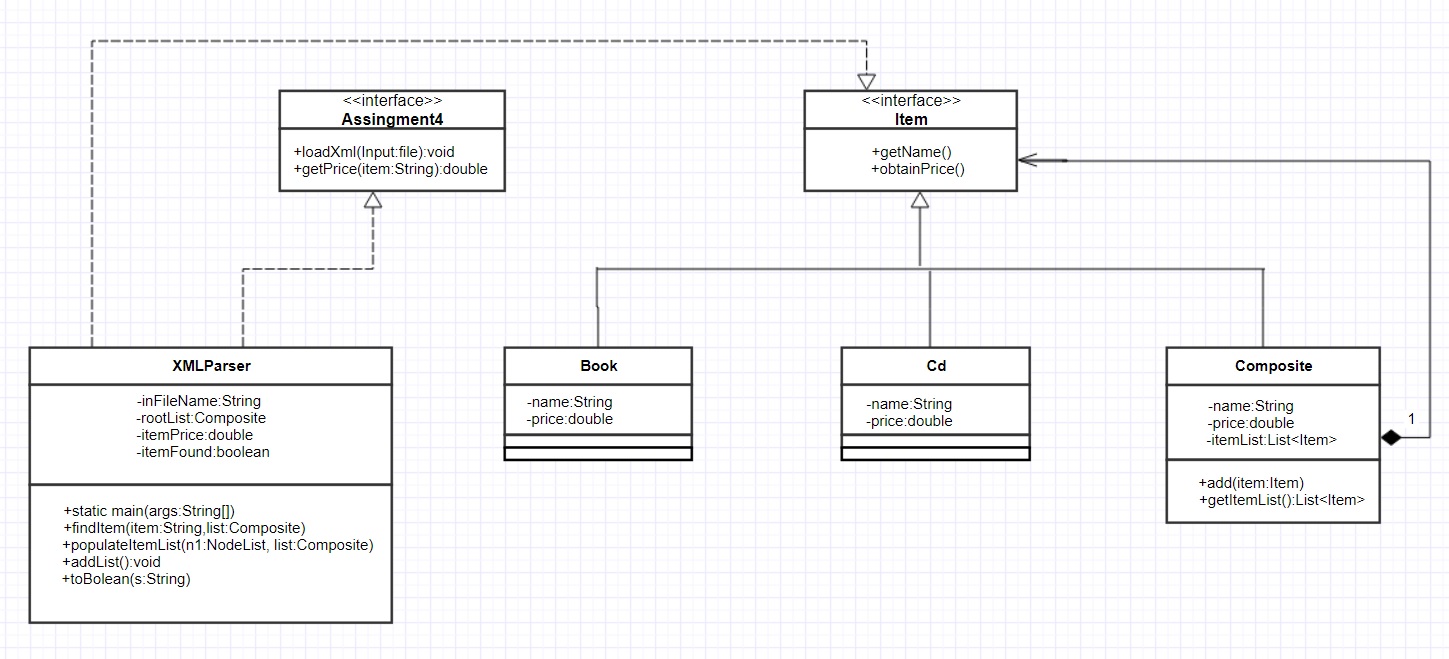 <<interface>>
Assingment4
+loadXml(Input:file):void
+getPrice(item:String):double
<<interface>>
Item
+getName()
+obtainPrice()
XMLParser
-inFileName:String
-rootList:Composite
-itemPrice:double
-itemFound:boolean
+static main(args:String[])
+findItem(item:String,list:Composite)
+populateItemList(n1:NodeList, list:Composite)
+addList():void
+toBolean(s:String)
Book
-name:String
-price:double
Cd
-name:String
-price:double
Composite
-name:String
-price:double
-itemList:List<Item>
+add(item:Item)
+getItemList():List<Item>
1